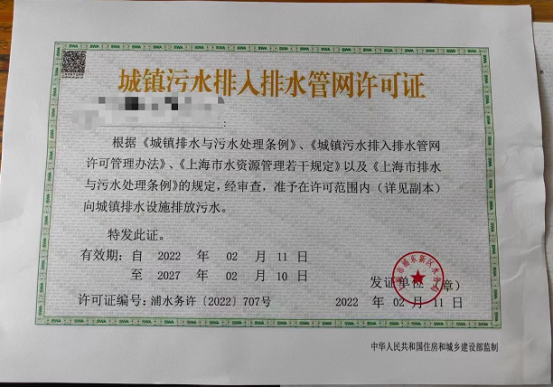 城镇污水排入排水管网许可证
根据《城镇排水与污水处理条例》、《城镇污水排入排水管网
许可管理办法》、《上海市水资源管理若干规定》以及《上海市排水
与污水处理条例》的规定,经审查,准予在许可范围内(详见副本)
向城镇排水设施排放污水。
特发此证。
有效期:自 2022 年 02 月 11 日
至 2027 年 02 月 10 日
发证单位(章)
许可证编号:浦水务许〔2022〕707号
2022 年 02 月 11 日
中华人民共和国住房和城乡建设部监制